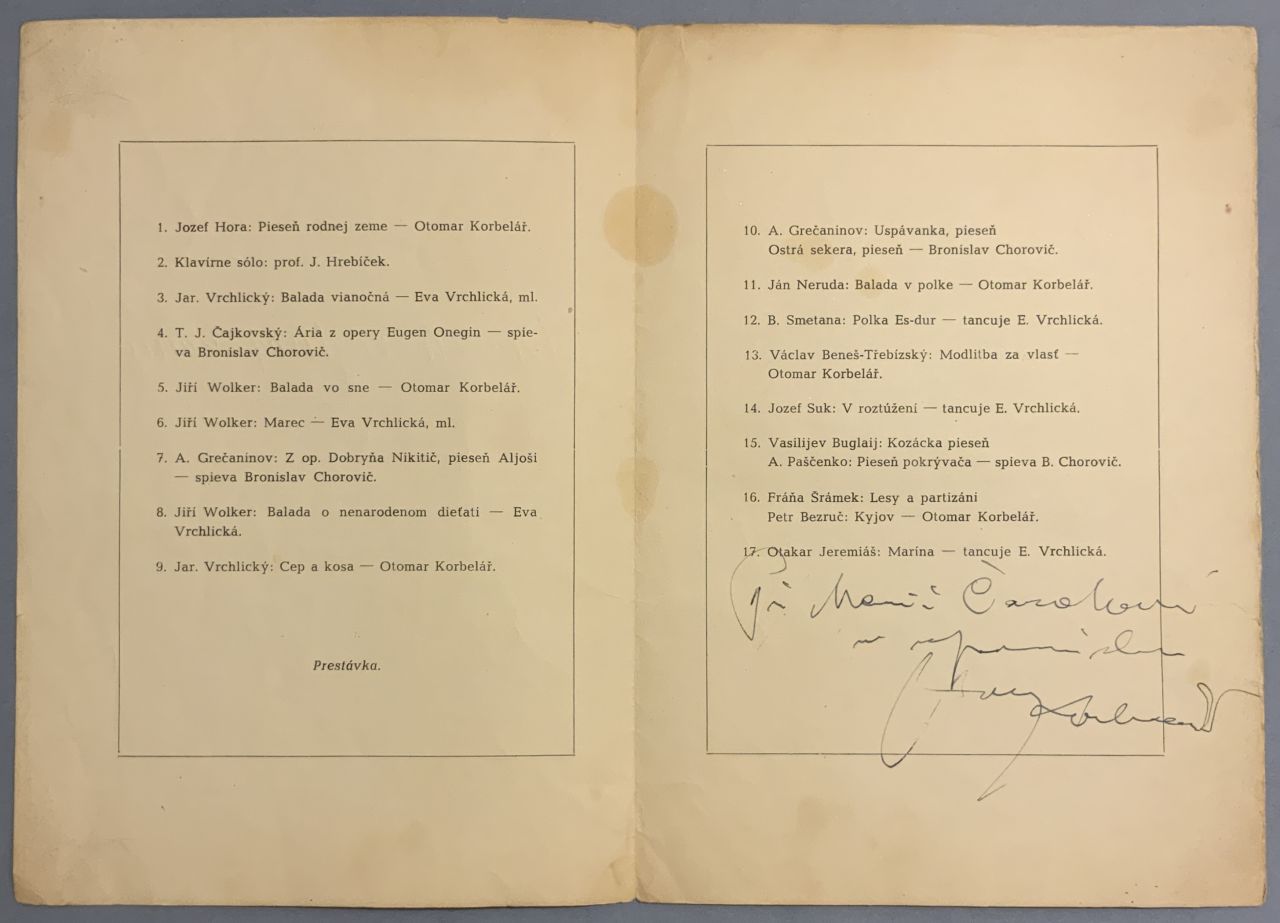 1. Jozef Hora: Pieseň rodnej zeme — Otomar Korbelář.
2. Klavírne sólo: prof. J. Hrebíček.
3. Jar. Vrchlický: Balada vianočná — Eva Vrchlická, ml.
4. T. J. Čajkovský: Ária z opery Eugen Onegin — spie-
va Bronislav Chorovič.
5. Jiří Wolker: Balada vo sne — Otomar Korbelář.
6. Jiří Wolker: Marec — Eva Vrchlická, ml.
7. A. Grečaninov: Z op. Dobryňa Nikitič, pieseň Aljoši
— spieva Bronislav Chorovič.
8. Jiří Wolker: Balada o nenarodenom dieťati — Eva
Vrchlická.
9. Jar. Vrchlický: Cep a kosa — Otomar Korbelář.
Prestávka.
10. A. Grečaninov: Uspávanka, pieseň
Ostrá sekera, pieseň — Bronislav Chorovič.
11. Ján Neruda: Balada v polke — Otomar Korbelář.
12. B. Smetana: Polka Es-dur — tancuje E. Vrchlická.
13. Václav Beneš-Třebízský: Modlitba za vlasť —
Otomar Korbelář.
14. Jozef Suk: V roztúžení — tancuje E. Vrchlická.
15. Vasilijev Buglaij: Kozácka pieseň
A. Paščenko: Pieseň pokrývača — spieva B. Chorovič.
16. Fráňa Šrámek: Lesy a partizáni
Petr Bezruč: Kyjov — Otomar Korbelář.
17. Otakar Jeremiáš: Marína — tancuje E. Vrchlická.